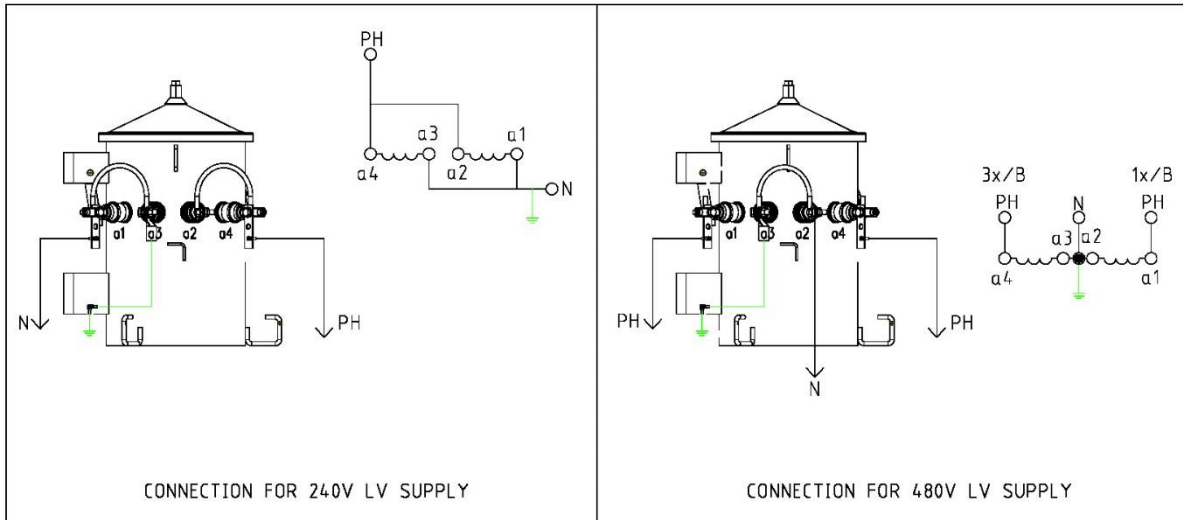 PH
a3
a1
a4
a2
N
a1
a3
a2
a4
N
PH
CONNECTION FOR 240V LV SUPPLY
3x/B
1x/B
PH
N
PH
a3
a2
a4
a1
a1
a3
a2
a4
PH
PH
N
CONNECTION FOR 480V LV SUPPLY